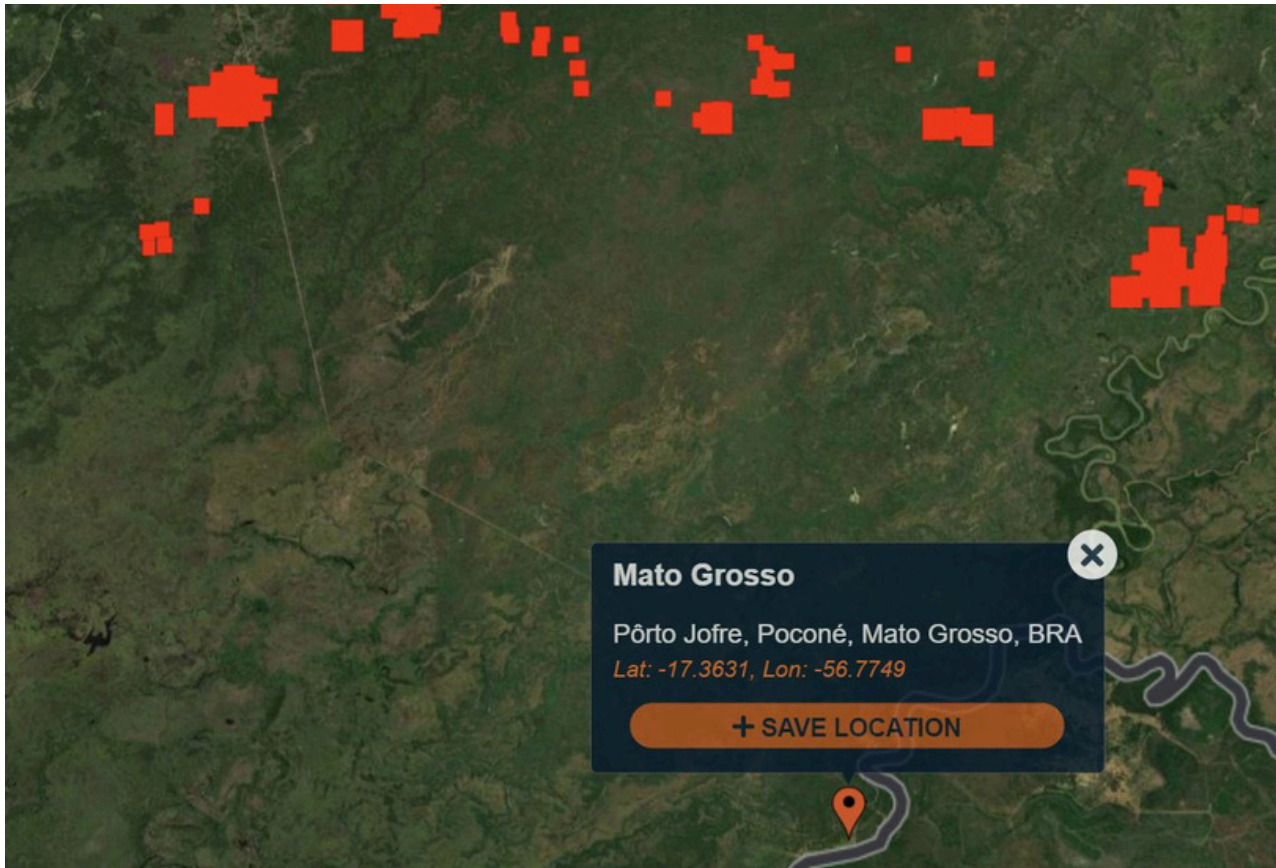 Mato Grosso
Pôrto Jofre, Poconé, Mato Grosso, BRA
Lat: -17.3631, Lon: -56.7749
+ SAVE LOCATION